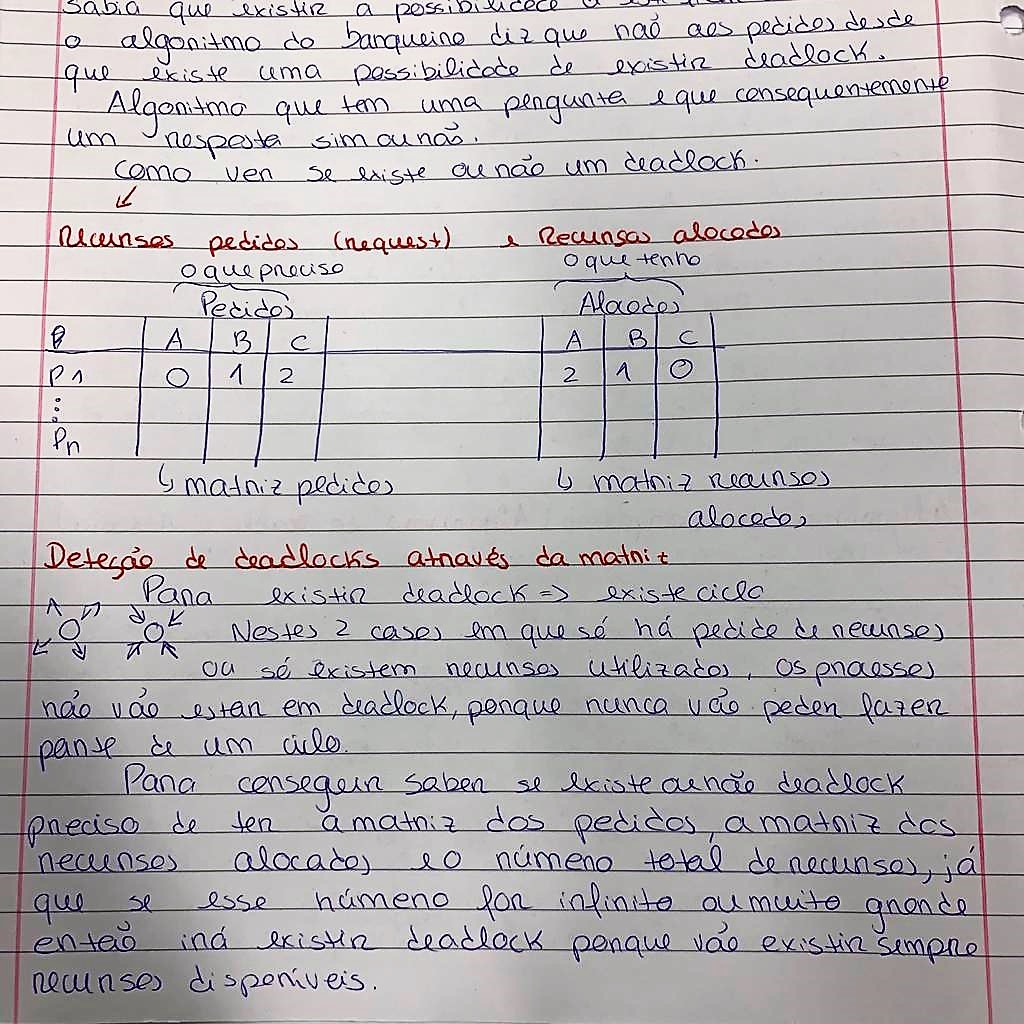 sabia que existir a possibilidade
o algoritmo do banqueiro diz que não aos pedidos desde
que existe uma possibilidade de existir deadlock.
Algoritmo que tem uma pergunta e que consequentemente
um resposta sim ou não.
Como ver se existe ou não um deadlock.
Recursos pedidos (request) e Recursos alocados
o que preciso o que tenho
Pedidos Alocados
P A B C A B C
P1 0 1 2 2 1 0
Pn
↳ matriz pedidos ↳ matriz recursos
alocados
Deteção de deadlocks através da matriz
Para existir deadlock => existe ciclo
Nestes 2 casos em que só há pedido de recursos
ou só existem recursos utilizados, os processos
não vão estar em deadlock, porque nunca vão poder fazer
parte de um ciclo.
Para conseguir saber se existe ou não deadlock
preciso de ter a matriz dos pedidos, a matriz dos
recursos alocados e o número total de recursos, já
que se esse número for infinito ou muito grande
então irá existir deadlock porque vão existir sempre
recursos disponíveis.